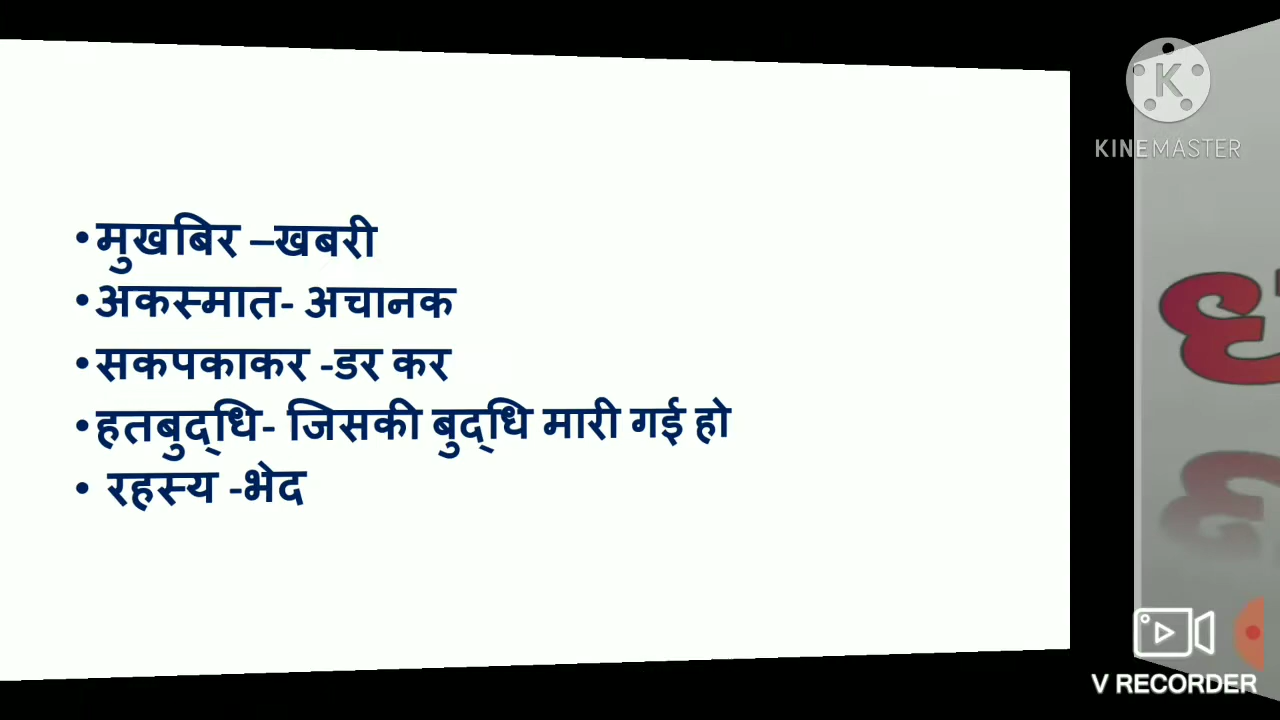 •मुखबिर –खबरी
•अकस्मात- अचानक
•सकपकाकर -डर कर
•हतबुद्‌धि- जिसकी बुद्‌धि मारी गई हो
• रहस्य -भेद
K
KINEMASTER
V RECORDER